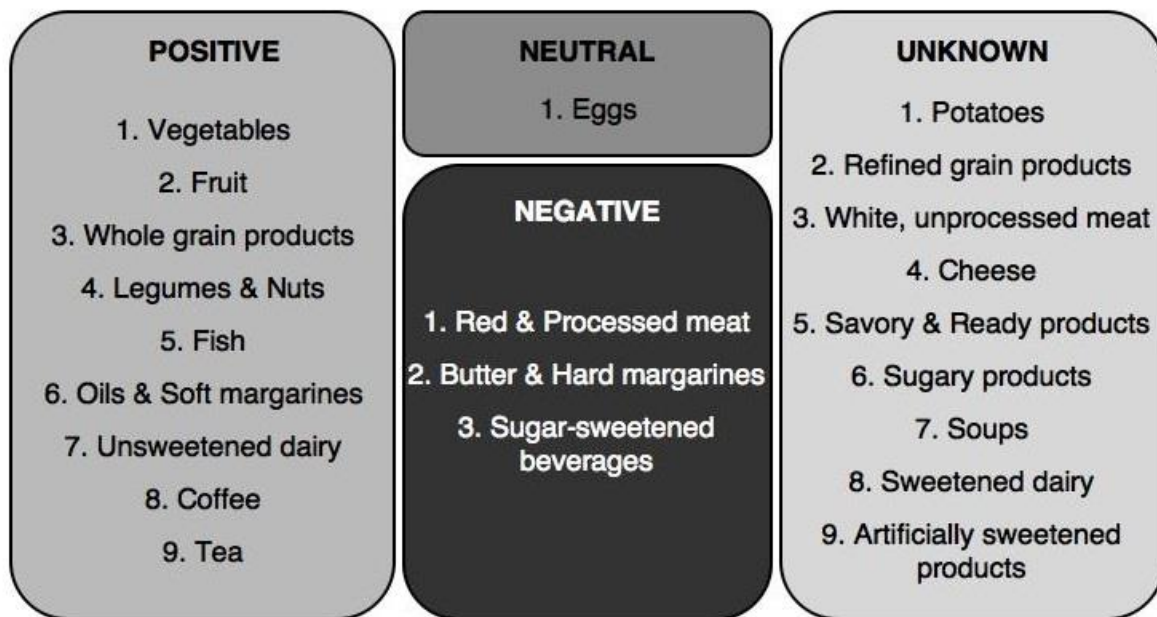 POSITIVE
1. Vegetables
2. Fruit
3. Whole grain products
4. Legumes & Nuts
5. Fish
6. Oils & Soft margarines
7. Unsweetened dairy
8. Coffee
9. Tea
NEUTRAL
1. Eggs
NEGATIVE
1. Red & Processed meat
2. Butter & Hard margarines
3. Sugar-sweetened
beverages
UNKNOWN
1. Potatoes
2. Refined grain products
3. White, unprocessed meat
4. Cheese
5. Savory & Ready products
6. Sugary products
7. Soups
8. Sweetened dairy
9. Artificially sweetened
products